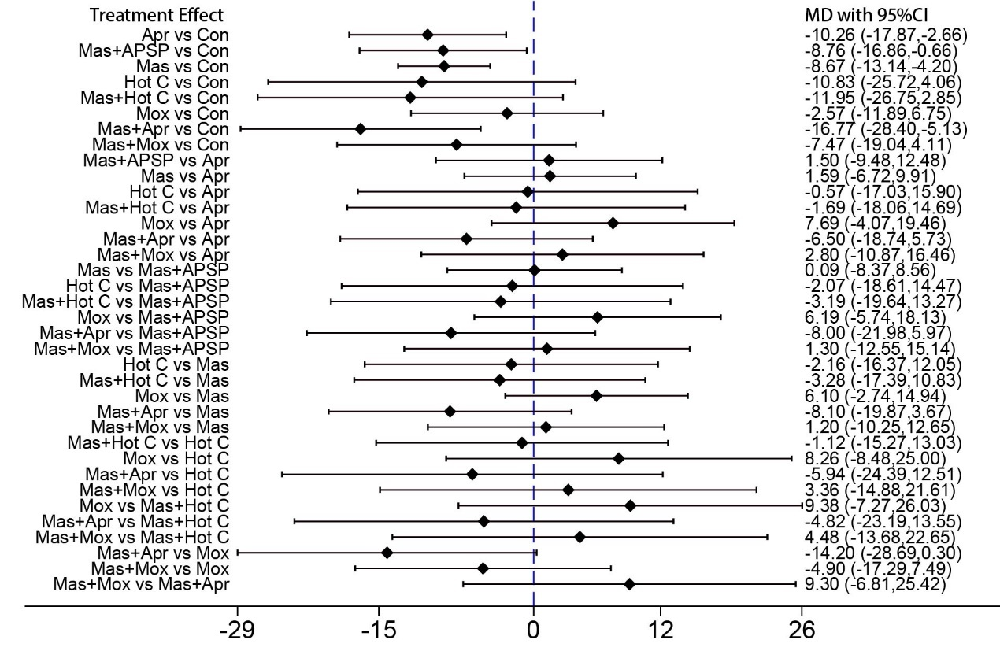 Treatment Effect MD with 95%CI
Apr vs Con -10.26 (-17.87,-2.66)
Mas+APSP vs Con -8.76 (-16.86,-0.66)
Mas vs Con -8.67 (-13.14,-4.20)
Hot C vs Con -10.83 (-25.72,4.06)
Mas+Hot C vs Con -11.95 (-26.75,2.85)
Mox vs Con -2.57 (-11.89,6.75)
Mas+Apr vs Con -16.77 (-28.40,-5.13)
Mas+Mox vs Con -7.47 (-19.04,4.11)
Mas+APSP vs Apr 1.50 (-9.48,12.48)
Mas vs Apr 1.59 (-6.72,9.91)
Hot C vs Apr -0.57 (-17.03,15.90)
Mas+Hot C vs Apr -1.69 (-18.06,14.69)
Mox vs Apr 7.69 (-4.07,19.46)
Mas+Apr vs Apr -6.50 (-18.74,5.73)
Mas+Mox vs Apr 2.80 (-10.87,16.46)
Mas vs Mas+APSP 0.09 (-8.37,8.56)
Hot C vs Mas+APSP -2.07 (-18.61,14.47)
Mas+Hot C vs Mas+APSP -3.19 (-19.64,13.27)
Mox vs Mas+APSP 6.19 (-5.74,18.13)
Mas+Apr vs Mas+APSP -8.00 (-21.98,5.97)
Mas+Mox vs Mas+APSP 1.30 (-12.55,15.14)
Hot C vs Mas -2.16 (-16.37,12.05)
Mas+Hot C vs Mas -3.28 (-17.39,10.83)
Mox vs Mas 6.10 (-2.74,14.94)
Mas+Apr vs Mas -8.10 (-19.87,3.67)
Mas+Mox vs Mas 1.20 (-10.25,12.65)
Mas+Hot C vs Hot C -1.12 (-15.27,13.03)
Mox vs Hot C 8.26 (-8.48,25.00)
Mas+Apr vs Hot C -5.94 (-24.39,12.51)
Mas+Mox vs Hot C 3.36 (-14.88,21.61)
Mox vs Mas+Hot C 9.38 (-7.27,26.03)
Mas+Apr vs Mas+Hot C -4.82 (-23.19,13.55)
Mas+Mox vs Mas+Hot C 4.48 (-13.68,22.65)
Mas+Apr vs Mox -14.20 (-28.69,0.30)
Mas+Mox vs Mox -4.90 (-17.29,7.49)
Mas+Mox vs Mas+Apr 9.30 (-6.81,25.42)
-29 -15 0 12 26